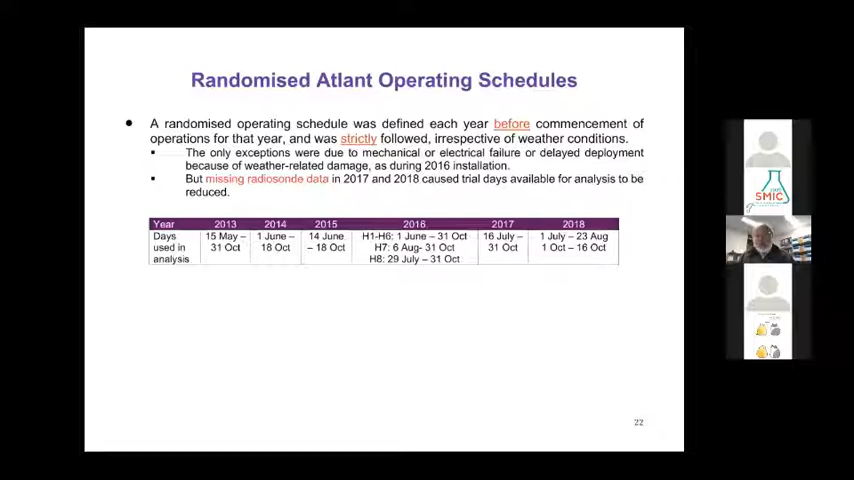 Randomised Atlant Operating Schedules
● A randomised operating schedule was defined each year before commencement of
operations for that year, and was strictly followed, irrespective of weather conditions.
▪ The only exceptions were due to mechanical or electrical failure or delayed deployment
because of weather-related damage, as during 2016 installation.
▪ But missing radiosonde data in 2017 and 2018 caused trial days available for analysis to be
reduced.
Year 2013 2014 2015 2016 2017 2018
Days 15 May – 1 June – 14 June H1-H6: 1 June – 31 Oct 16 July – 1 July – 23 Aug
used in 31 Oct 18 Oct – 18 Oct H7: 6 Aug- 31 Oct 31 Oct 1 Oct – 16 Oct
analysis H8: 29 July – 31 Oct
22
SMIC